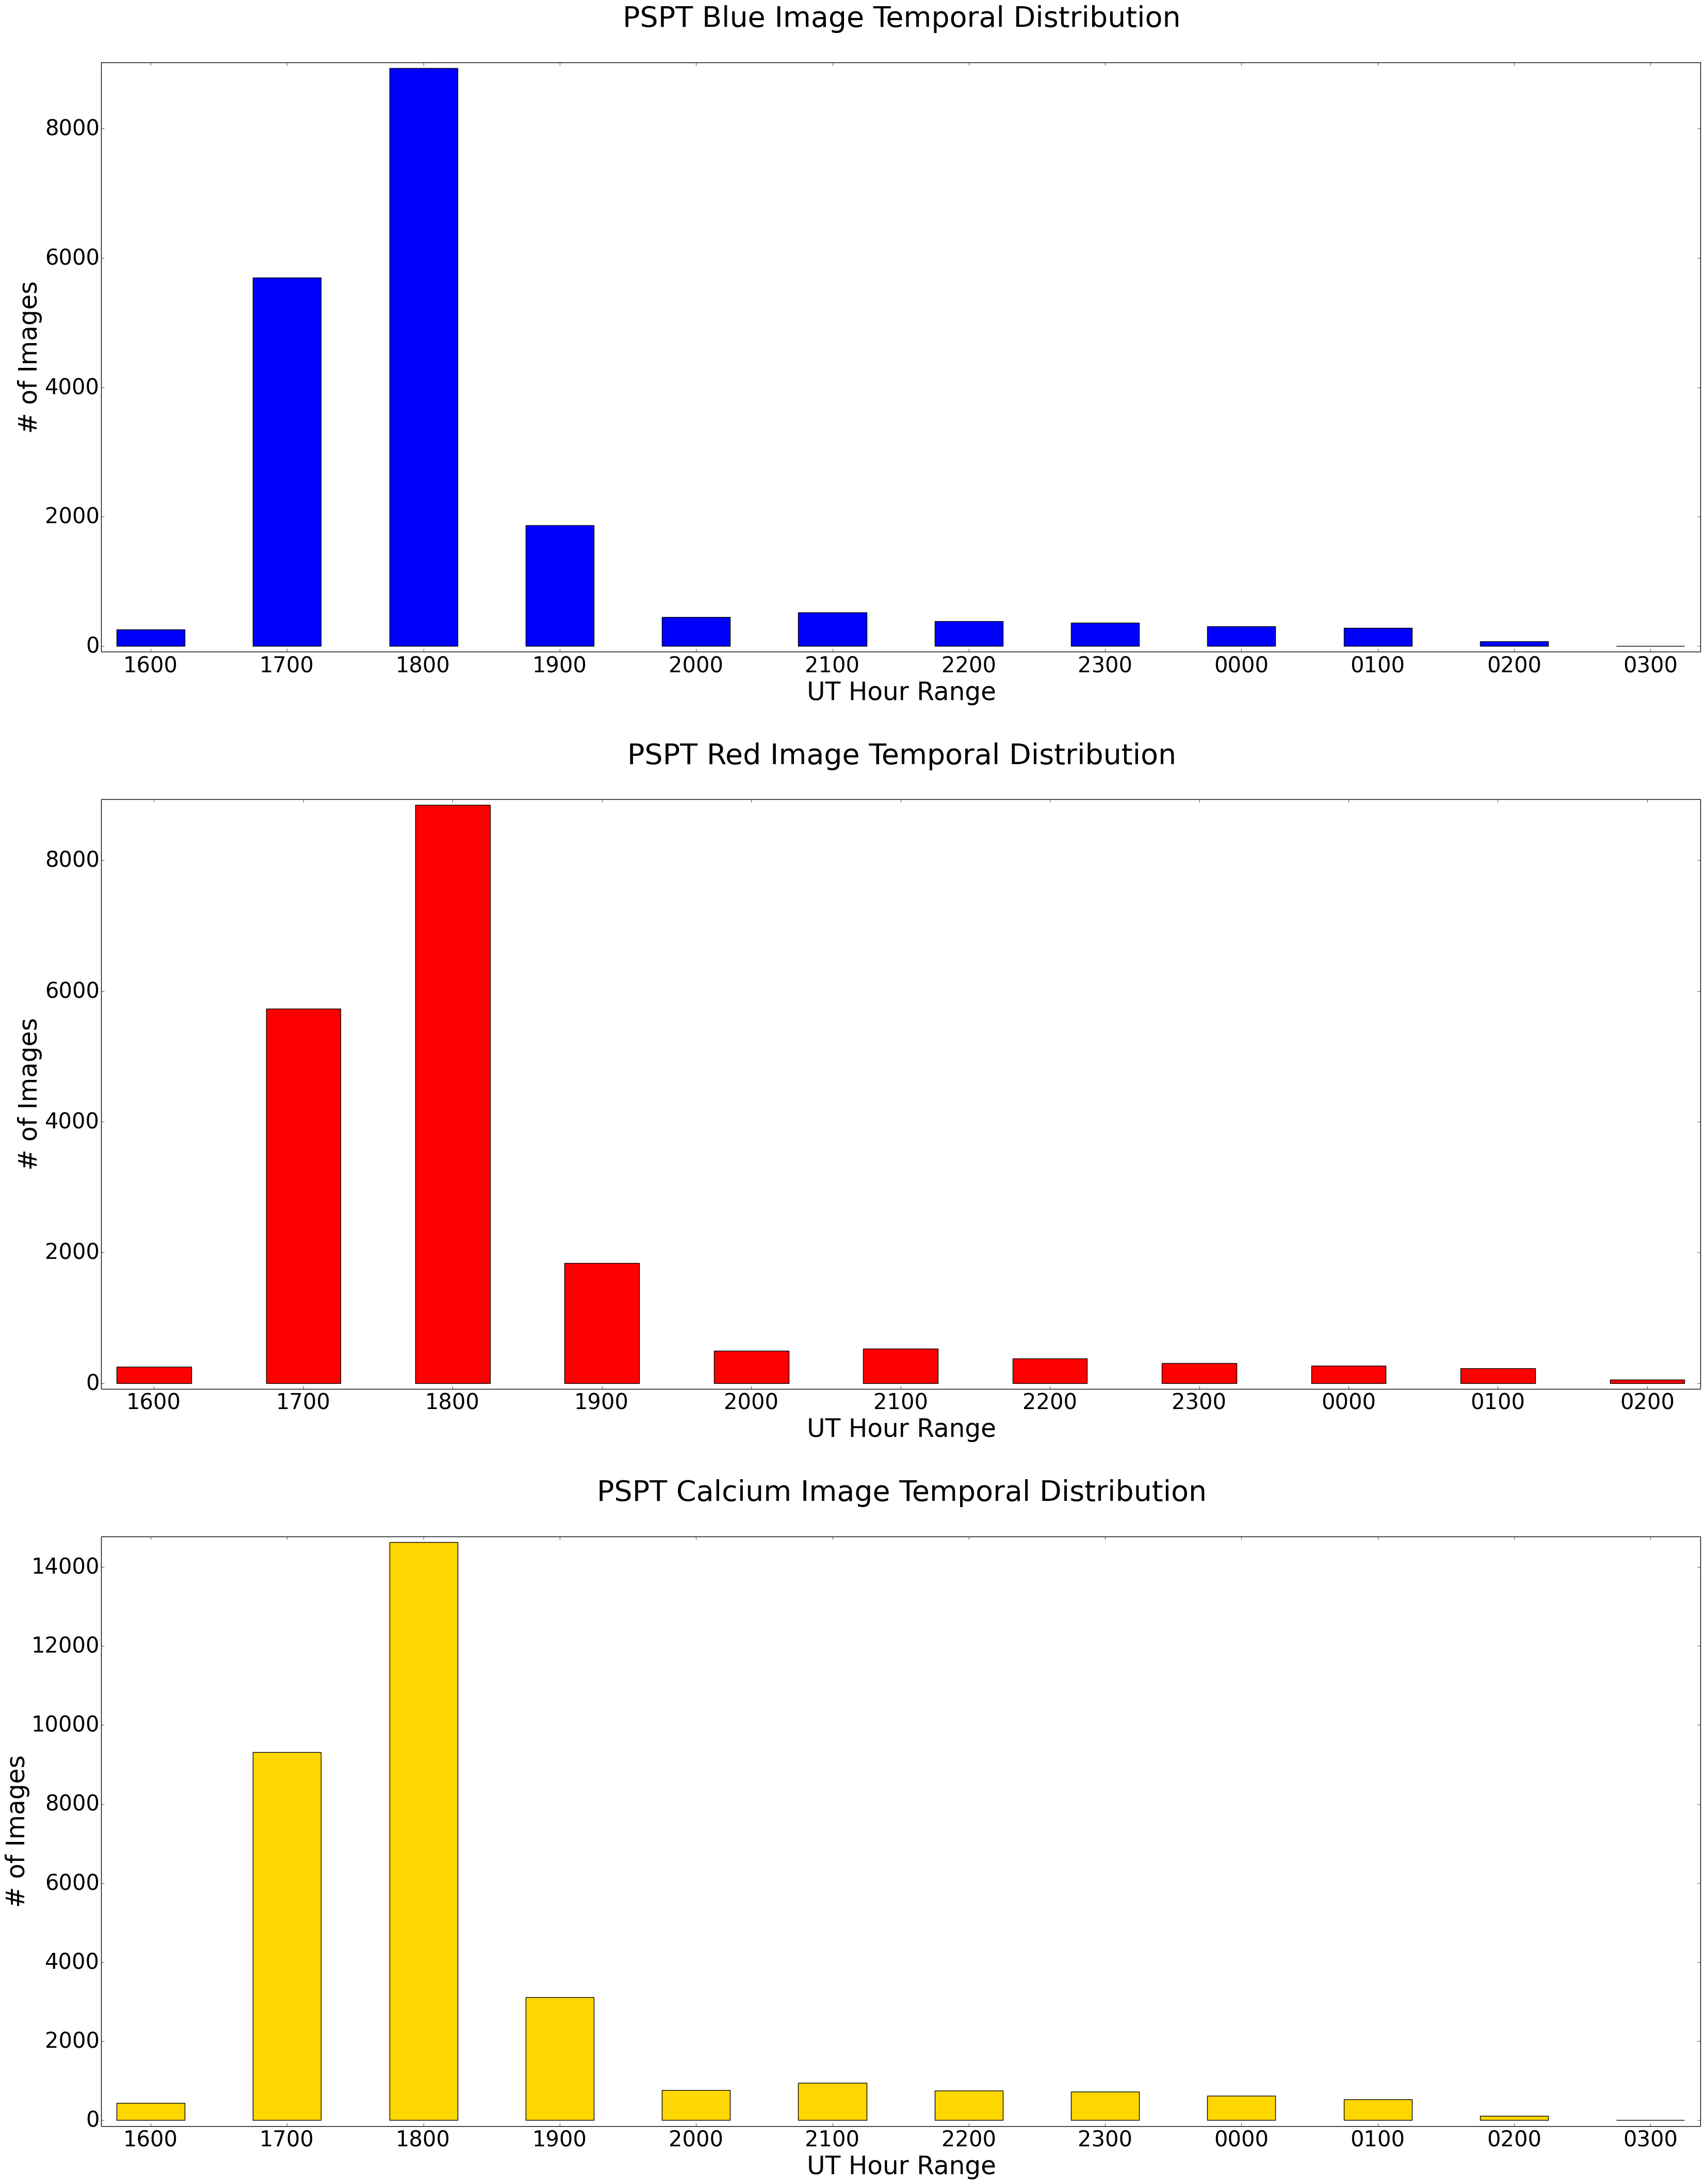 PSPT Blue Image Temporal Distribution
8000
6000
4000
2000
0
# of Images
1600 1700 1800 1900 2000 2100 2200 2300 0000 0100 0200 0300
UT Hour Range
PSPT Red Image Temporal Distribution
8000
6000
4000
2000
0
# of Images
1600 1700 1800 1900 2000 2100 2200 2300 0000 0100 0200
UT Hour Range
PSPT Calcium Image Temporal Distribution
14000
12000
10000
8000
6000
4000
2000
0
# of Images
1600 1700 1800 1900 2000 2100 2200 2300 0000 0100 0200 0300
UT Hour Range